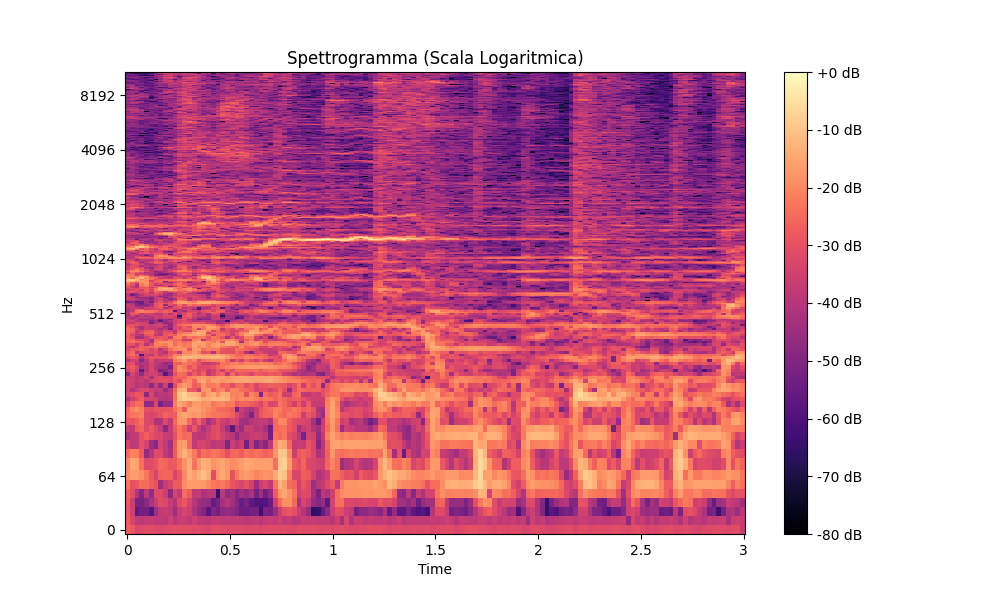 Spettrogramma (Scala Logaritmica)
Hz
8192
4096
2048
1024
512
256
128
64
0
0
0.5
1
1.5
2
2.5
3
Time
+0 dB
-10 dB
-20 dB
-30 dB
-40 dB
-50 dB
-60 dB
-70 dB
-80 dB